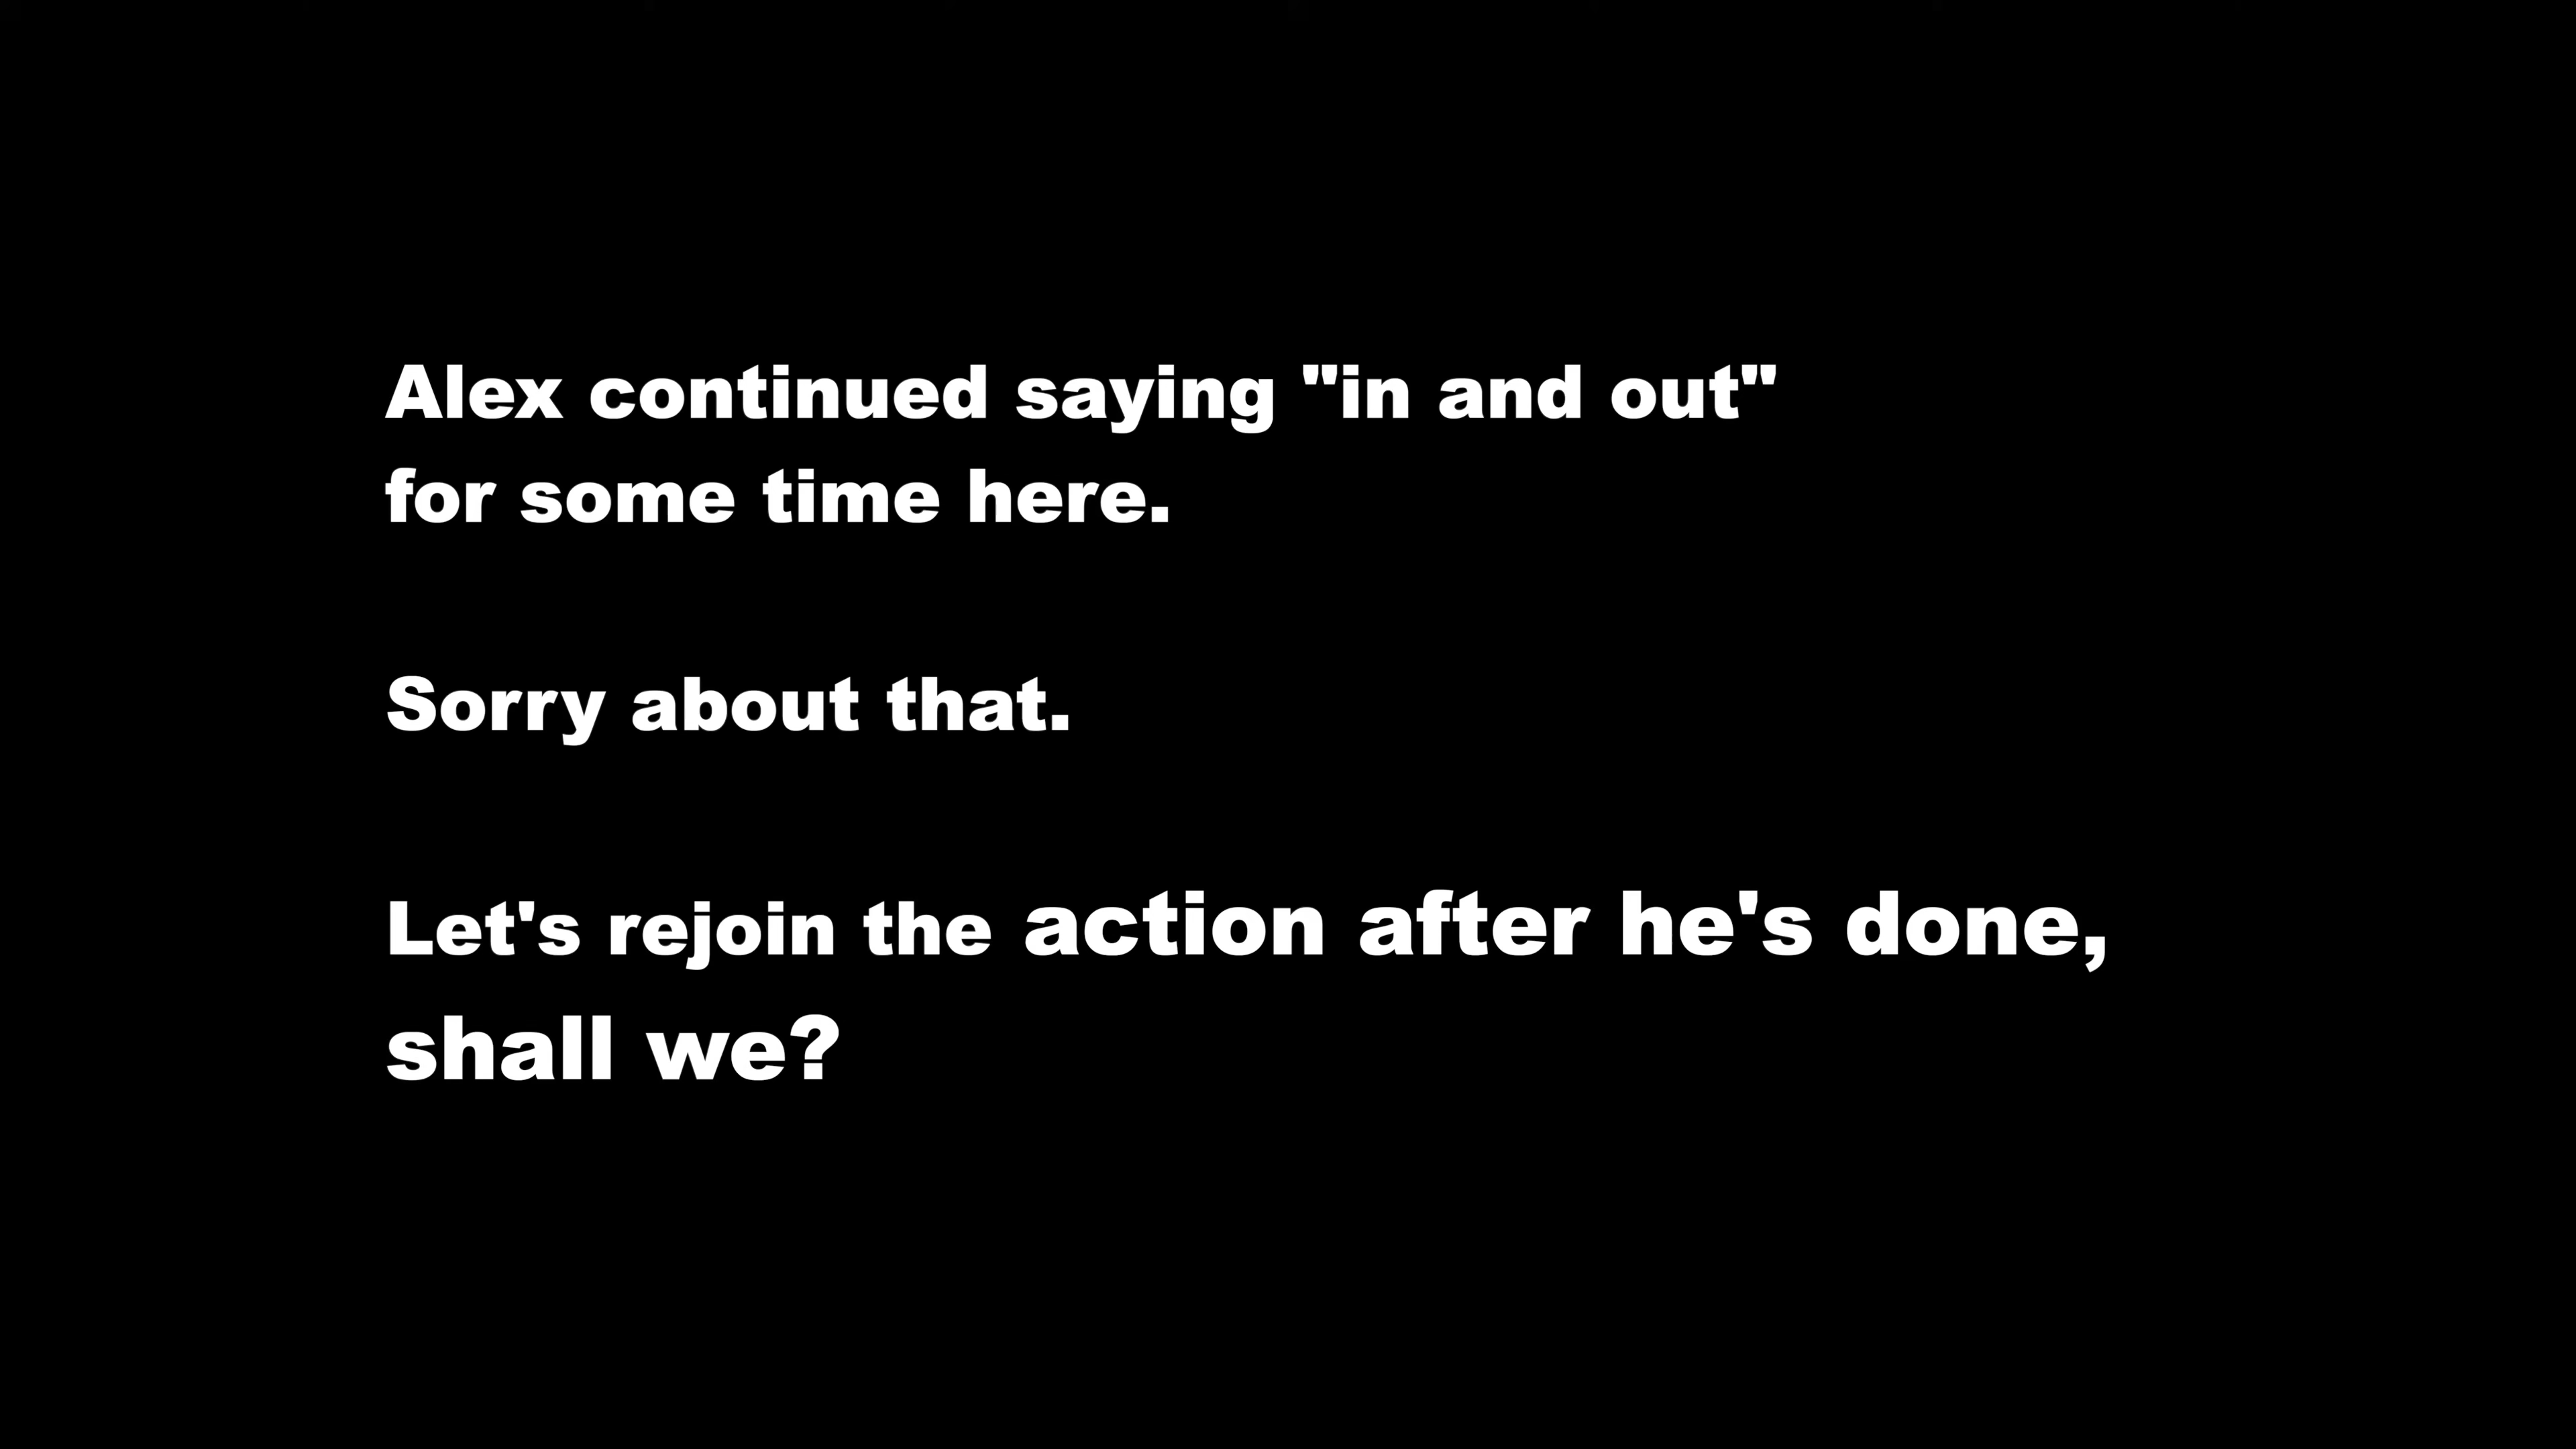 Alex continued saying "in and out"
for some time here.
Sorry about that.
Let's rejoin the action after he's done,
shall we?